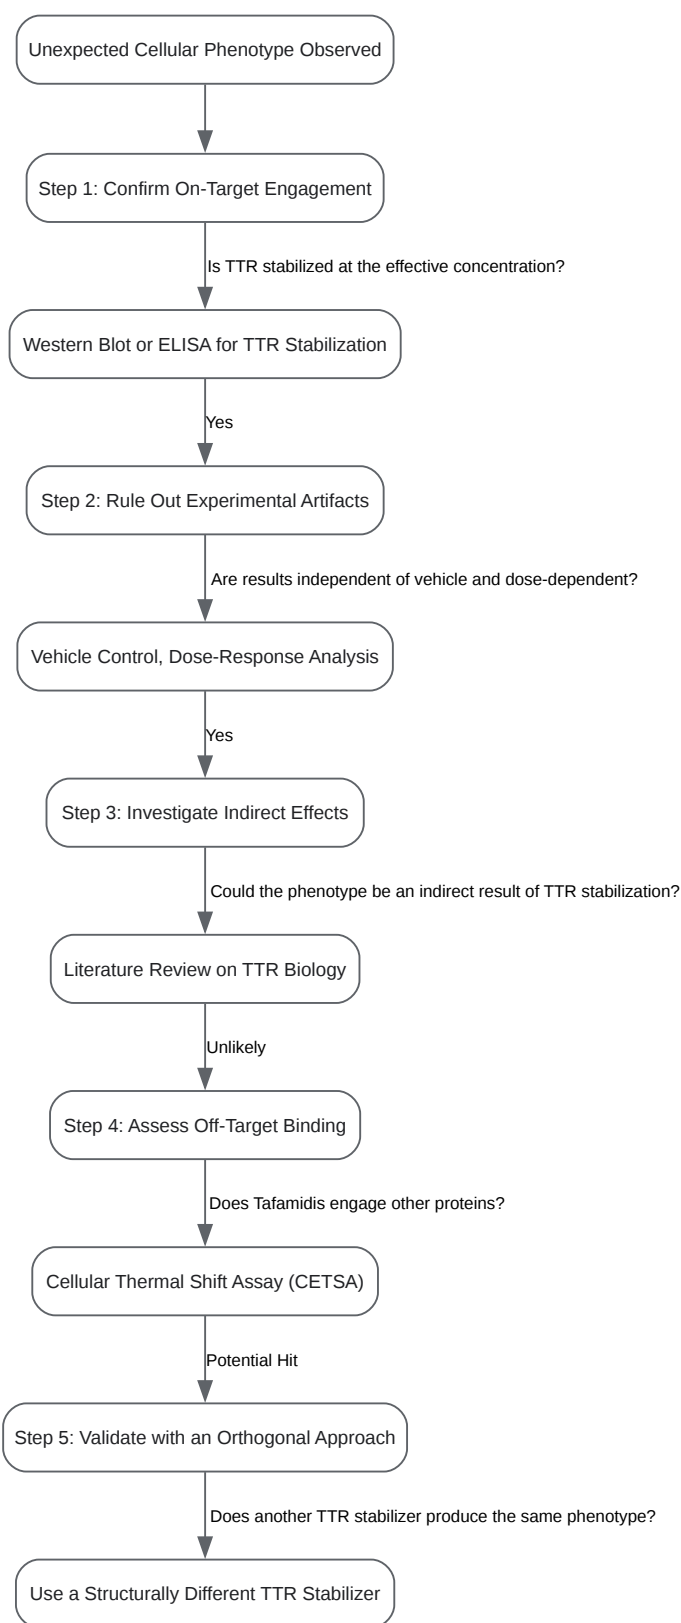 Unexpected Cellular Phenotype Observed
Step 1: Confirm On-Target Engagement
Is TTR stabilized at the effective concentration?
Western Blot or ELISA for TTR Stabilization
Yes
Step 2: Rule Out Experimental Artifacts
Are results independent of vehicle and dose-dependent?
Vehicle Control, Dose-Response Analysis
Yes
Step 3: Investigate Indirect Effects
Could the phenotype be an indirect result of TTR stabilization?
Literature Review on TTR Biology
Unlikely
Step 4: Assess Off-Target Binding
Does Tafamidis engage other proteins?
Cellular Thermal Shift Assay (CETSA)
Potential Hit
Step 5: Validate with an Orthogonal Approach
Does another TTR stabilizer produce the same phenotype?
Use a Structurally Different TTR Stabilizer